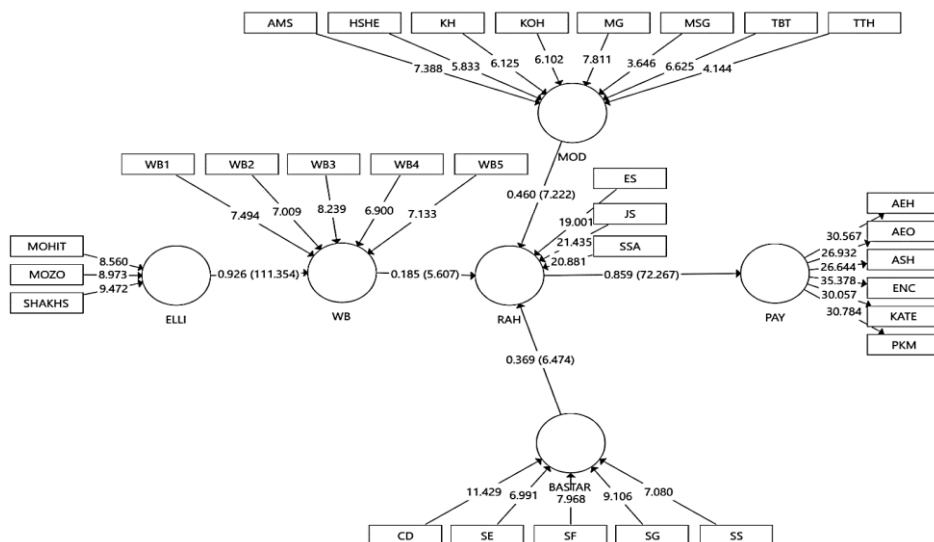 AMS HSHE KH KOH MG MSG TBT TTH
7.388 5.833 6.125 6.102 7.811 3.646 6.625 4.144
MOD
WB1 WB2 WB3 WB4 WB5
7.494 7.009 8.239 6.900 7.133
0.460 (7.222)
ES
JS
SSA
19.001
21.435
20.881
MOHIT
MOZO
SHAKHS
8.560
8.973
9.472
ELLI
0.926 (111.354)
WB
0.185 (5.607)
RAH
0.859 (72.267)
PAY
30.567
26.932
26.644
35.378
30.057
30.784
AEH
AEO
ASH
ENC
KATE
PKM
0.369 (6.474)
BASTAR
11.429 6.991 7.968 9.106 7.080
CD SE SF SG SS